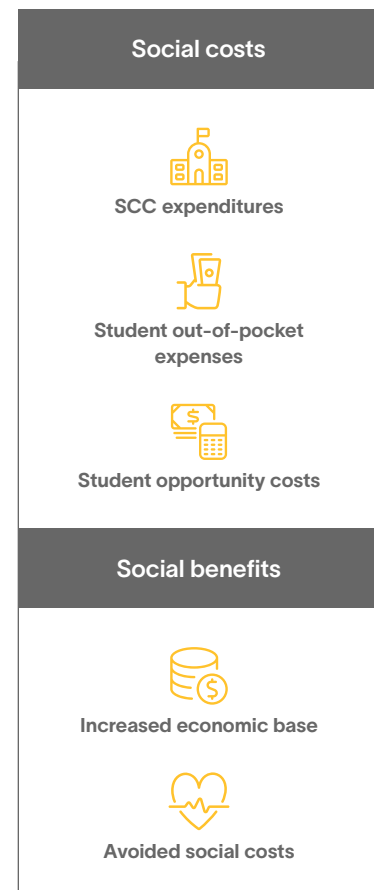 Social costs
SCC expenditures
Student out-of-pocket
expenses
$
Student opportunity costs
Social benefits
$
Increased economic base
Avoided social costs